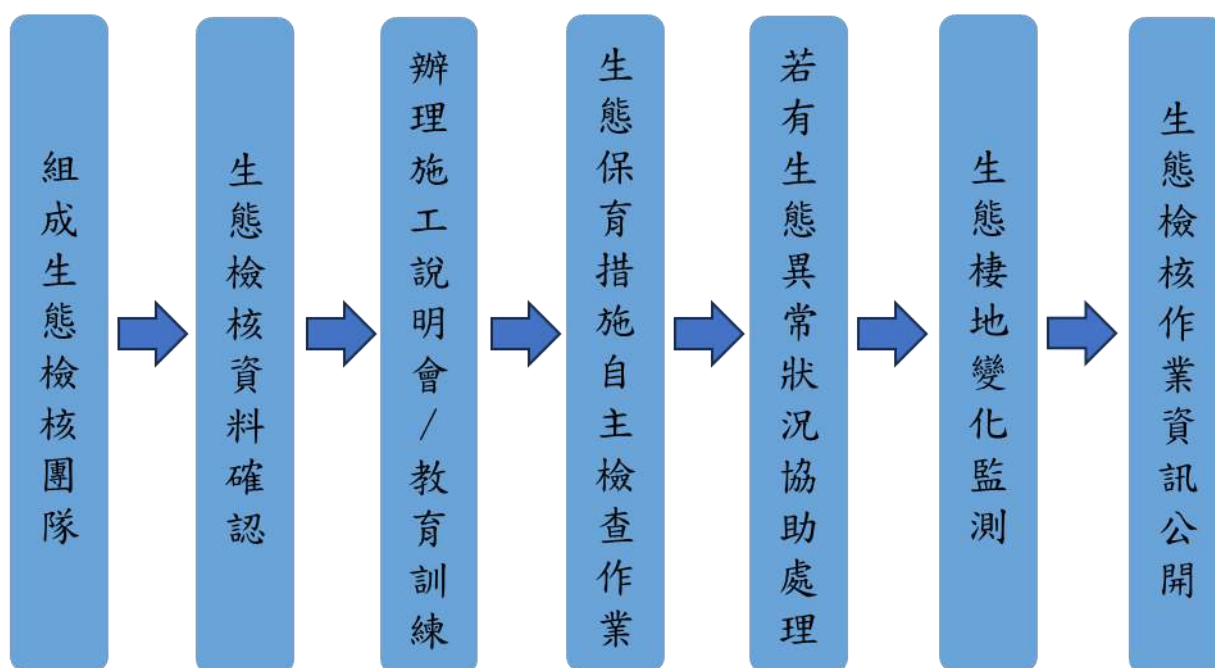 組成生態檢核團隊
生態檢核資料確認
辦理施工說明會/教育訓練
生態保育措施自主檢查作業
若有生態異常狀況協助處理
生態棲地變化監測
生態檢核作業資訊公開